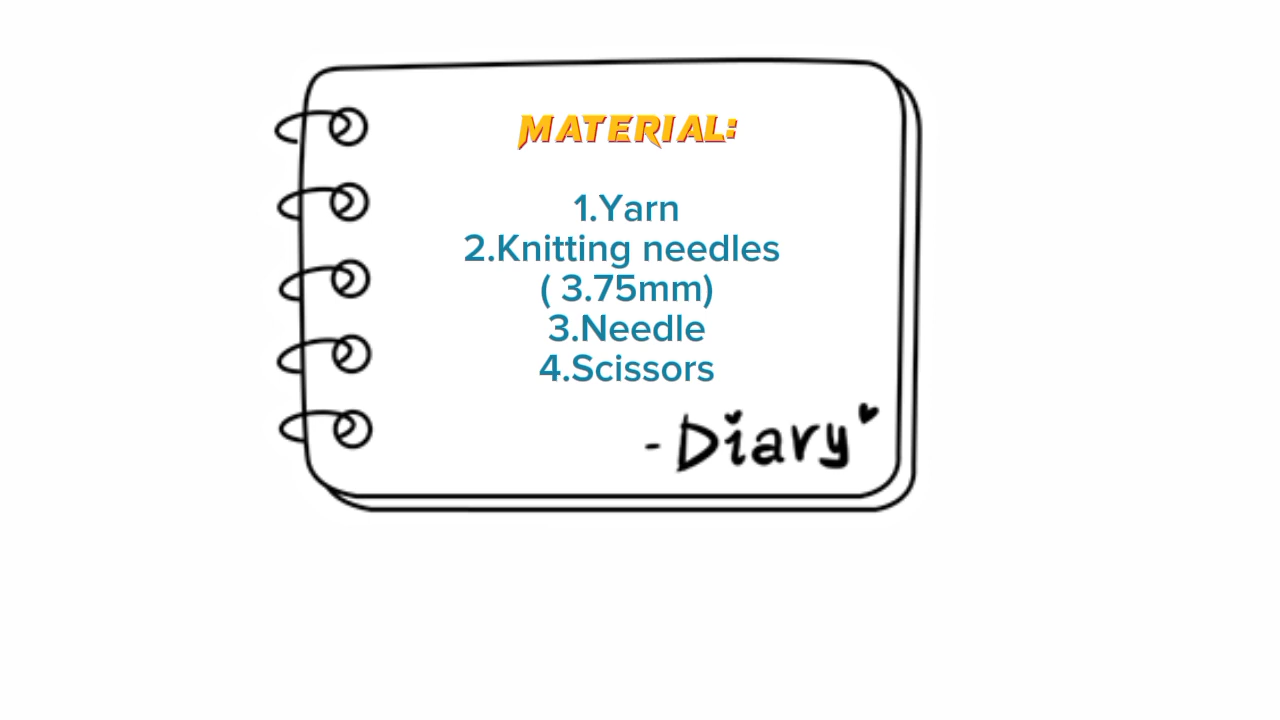 MATERIAL:
1.Yarn
2.Knitting needles
( 3.75mm)
3.Needle
4.Scissors
-Diary